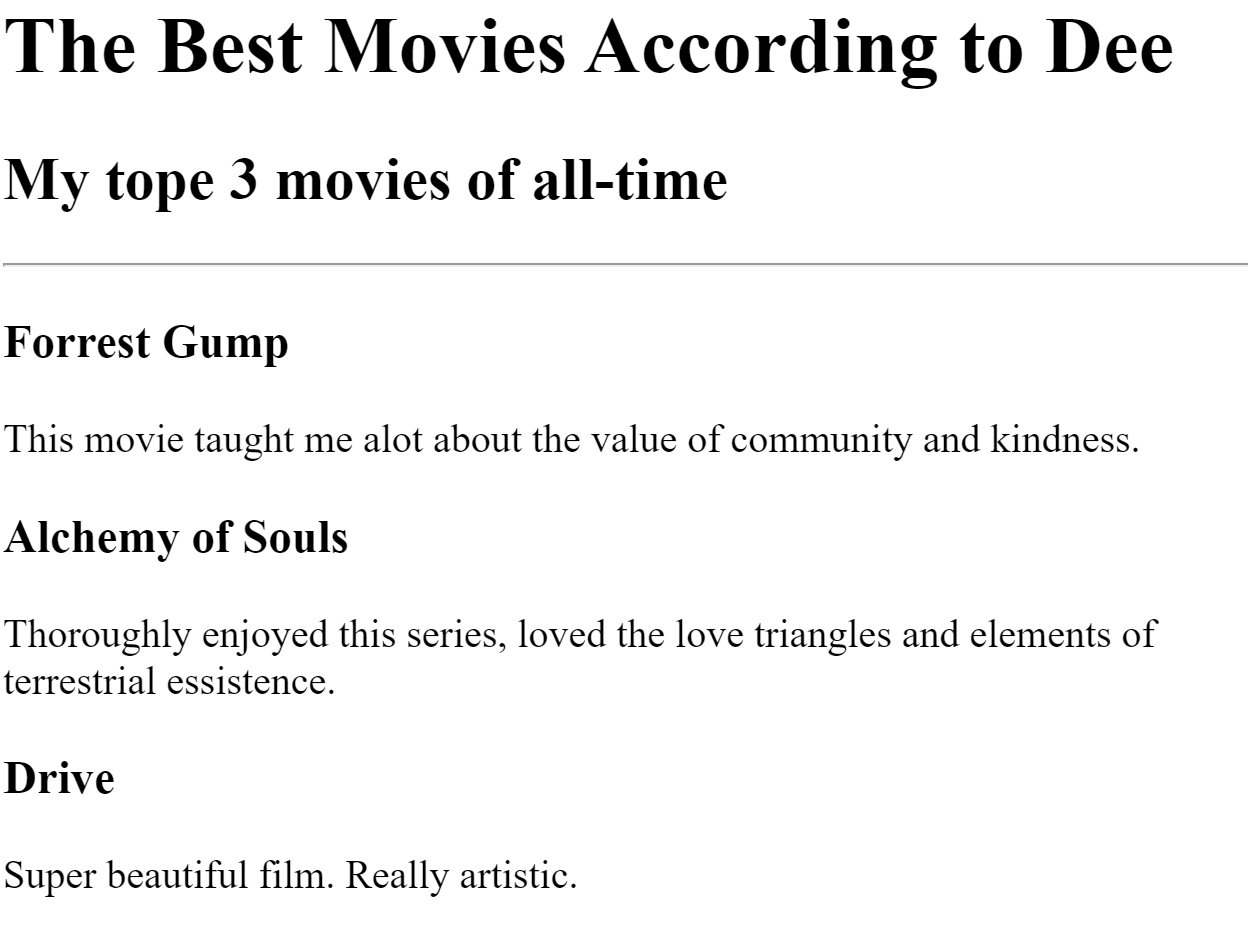 The Best Movies According to Dee
My tope 3 movies of all-time
Forrest Gump
This movie taught me alot about the value of community and kindness.
Alchemy of Souls
Thoroughly enjoyed this series, loved the love triangles and elements of
terrestrial essistence.
Drive
Super beautiful film. Really artistic.